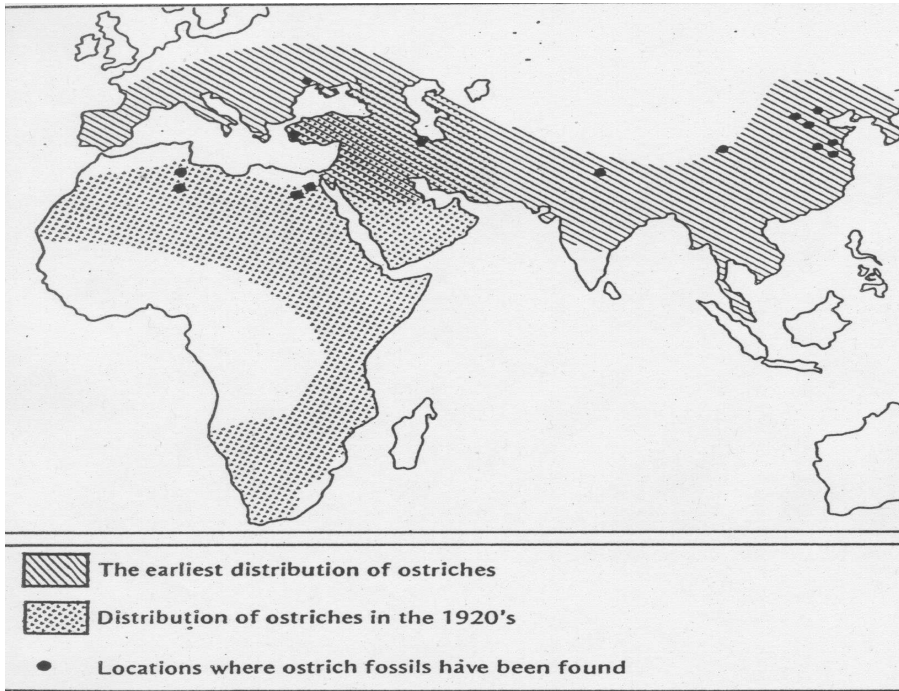 The earliest distribution of ostriches
Distribution of ostriches in the 1920's
Locations where ostrich fossils have been found